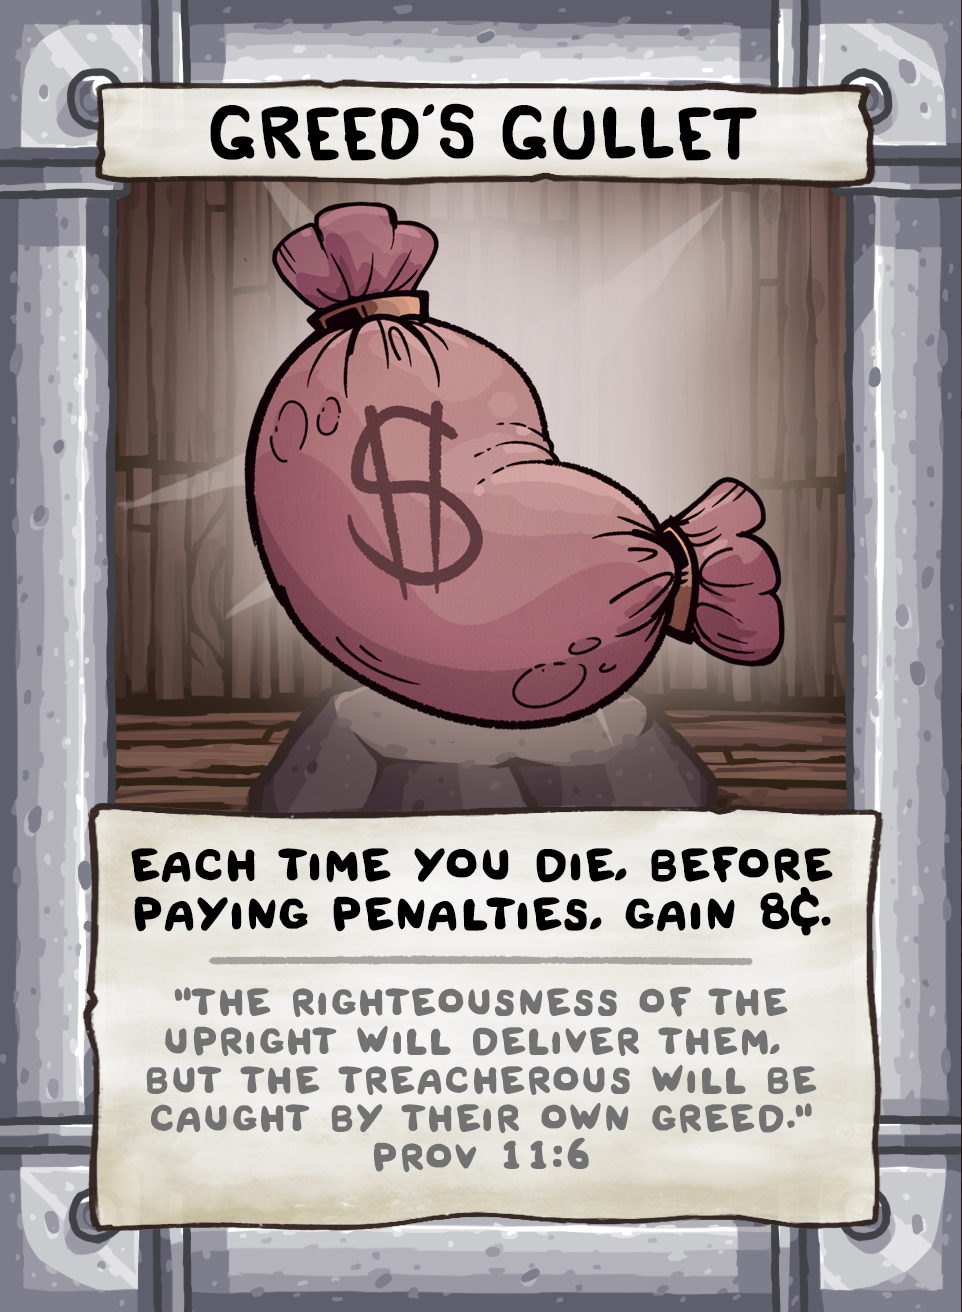 GREED'S GULLET
$
EACH TIME YOU DIE, BEFORE
PAYING PENALTIES, GAIN 8¢.
"THE RIGHTEOUSNESS OF THE
UPRIGHT WILL DELIVER THEM,
BUT THE TREACHEROUS WILL BE
CAUGHT BY THEIR OWN GREED."
PROV 11:6